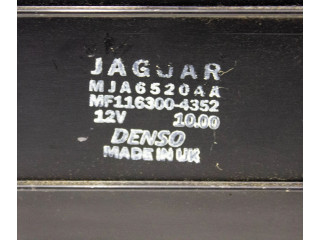 JAGUAR
MJA6520AA
MF116300-4352
12V 10.00
DENSO
MADE IN UK